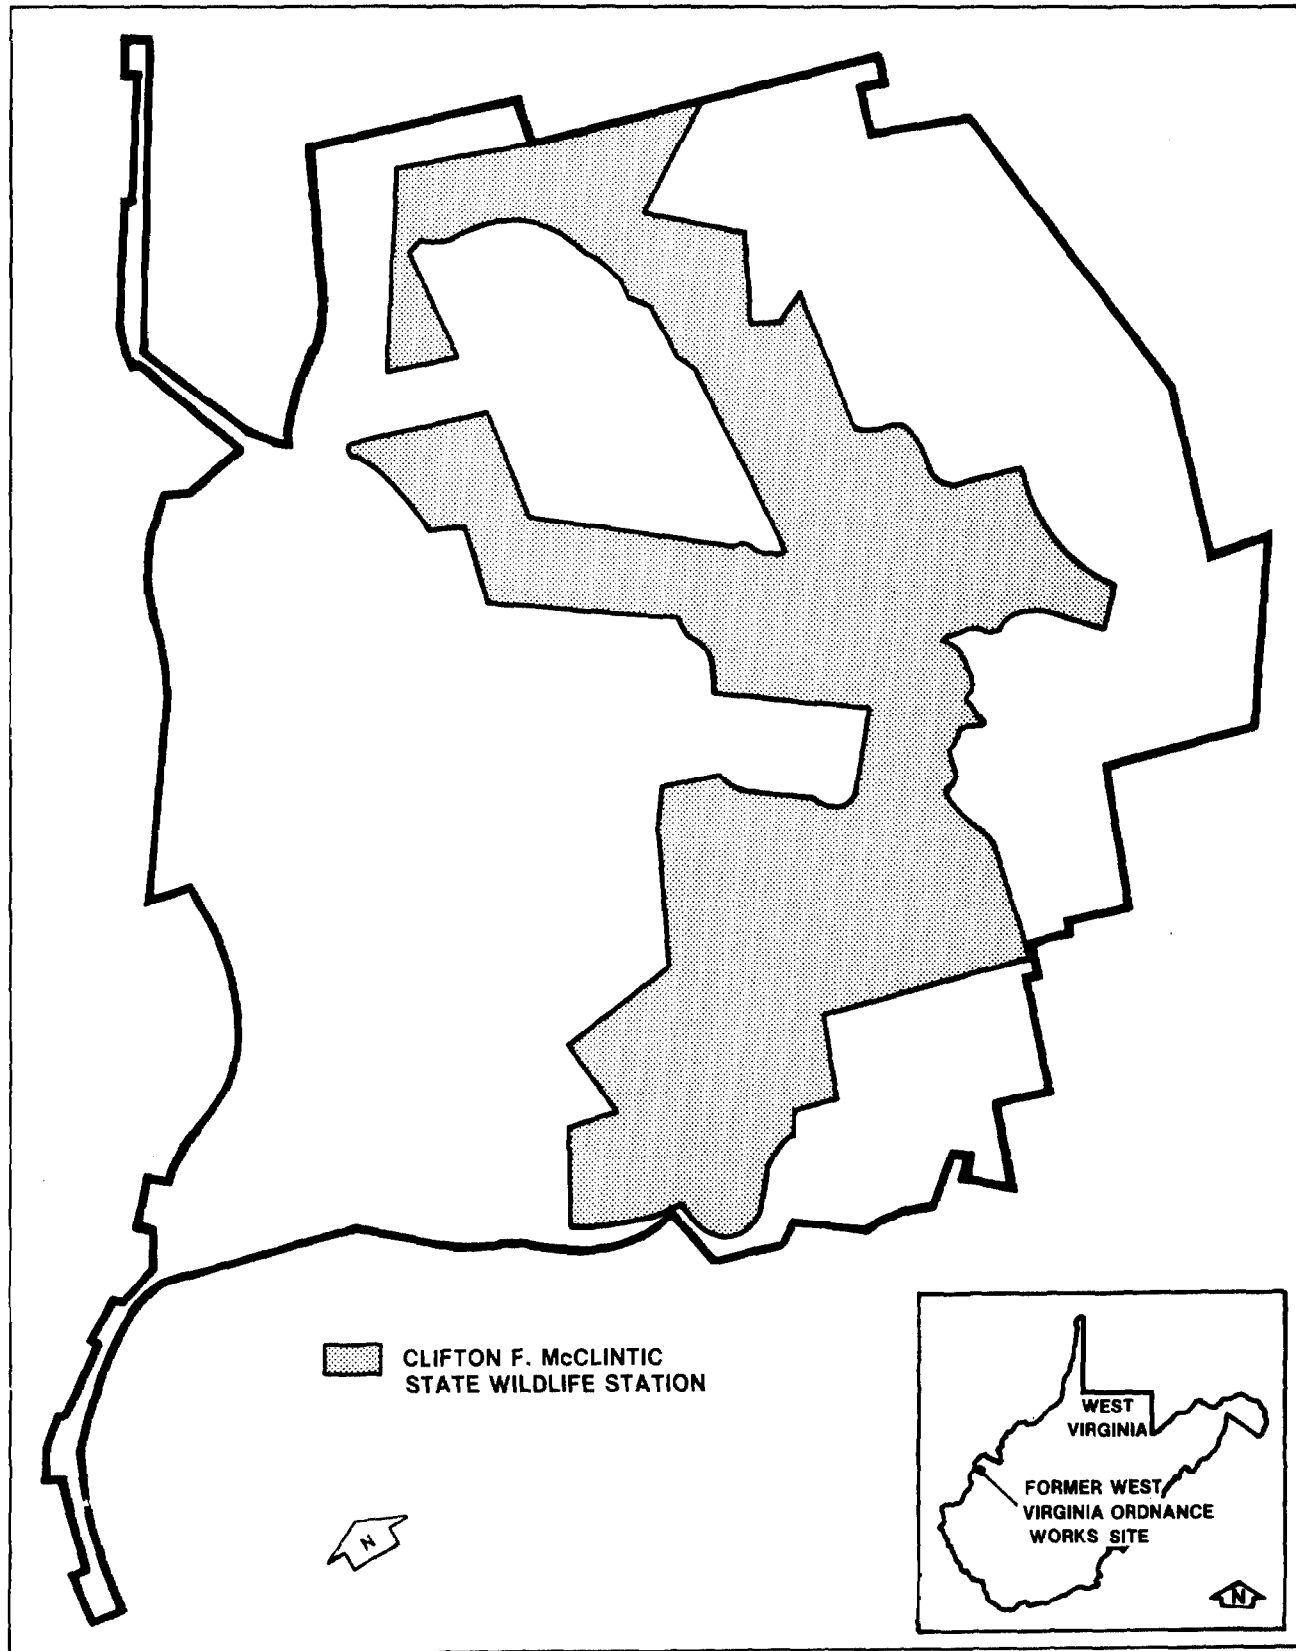 CLIFTON F. McCLINTIC
STATE WILDLIFE STATION
N
WEST
VIRGINIA
FORMER WEST
VIRGINIA ORDNANCE
WORKS SITE
N